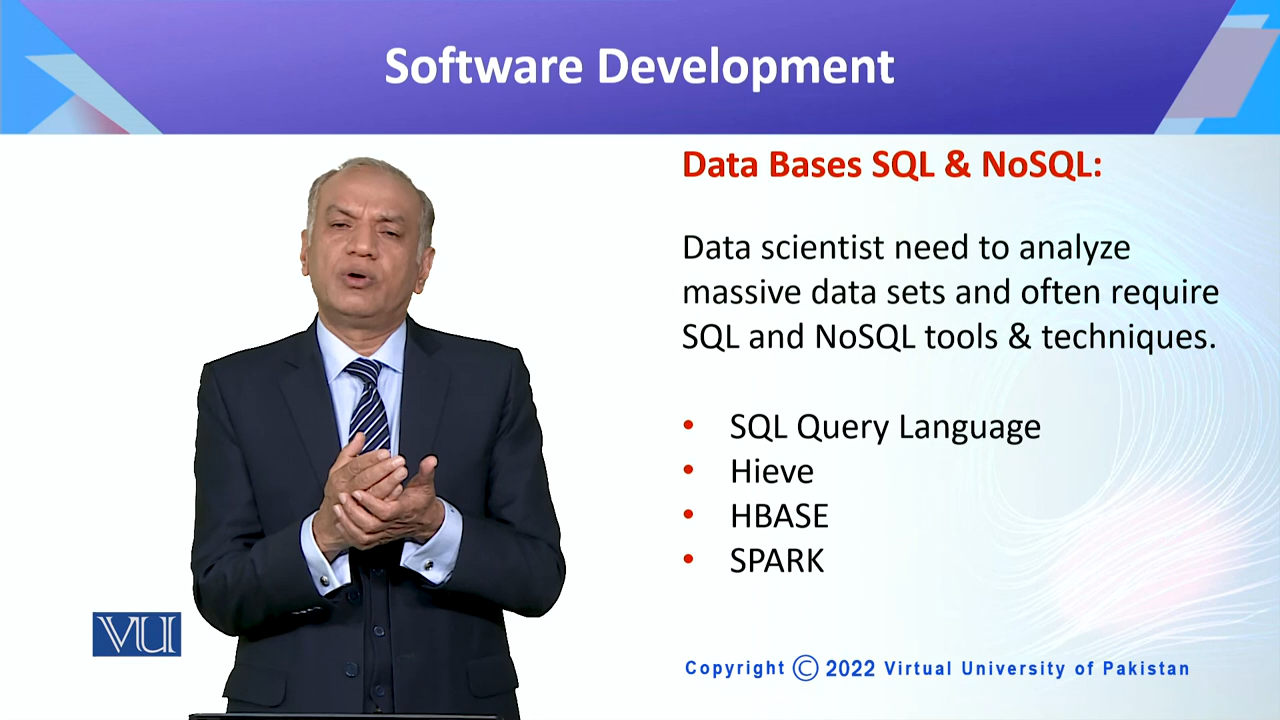 Software Development
Data Bases SQL & NoSQL:
Data scientist need to analyze
massive data sets and often require
SQL and NoSQL tools & techniques.
• SQL Query Language
• Hieve
• HBASE
• SPARK
VU
Copyright © 2022 Virtual University of Pakistan